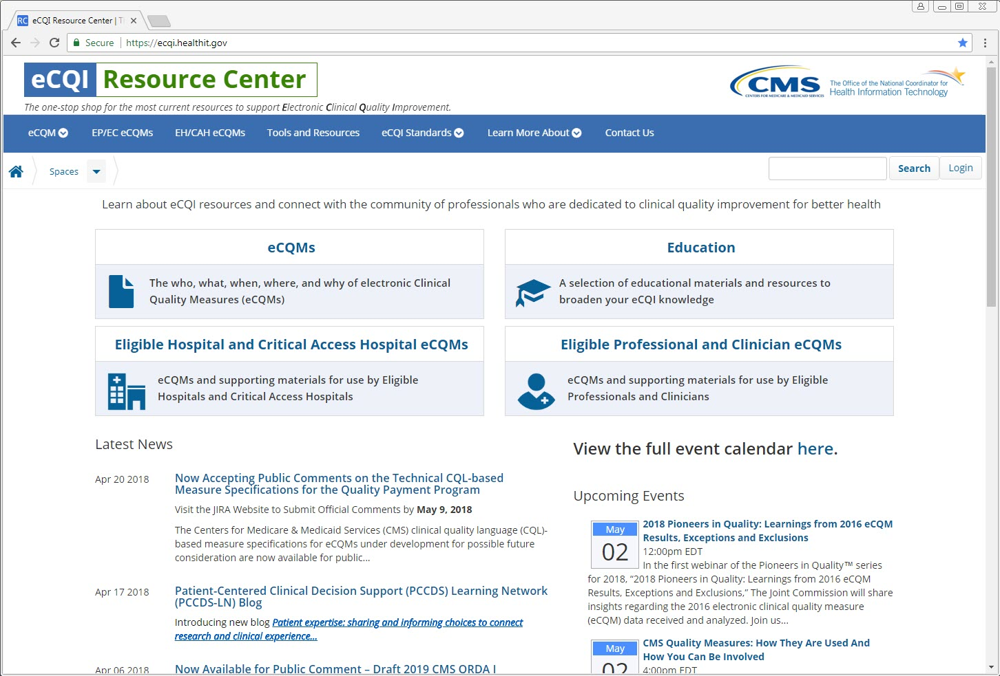 RC eCQI Resource Center | T
Secure https://ecqi.healthit.gov
eCQI Resource Center
The one-stop shop for the most current resources to support Electronic Clinical Quality Improvement.
CMS
CENTERS FOR MEDICARE & MEDICAID SERVICES
The Office of the National Coordinator for
Health Information Technology
eCQM EP/EC eCQMs EH/CAH eCQMs Tools and Resources eCQI Standards Learn More About Contact Us
Spaces Search Login
Learn about eCQI resources and connect with the community of professionals who are dedicated to clinical quality improvement for better health
eCQMs
The who, what, when, where, and why of electronic Clinical
Quality Measures (eCQMs)
Education
A selection of educational materials and resources to
broaden your eCQI knowledge
Eligible Hospital and Critical Access Hospital eCQMs
eCQMs and supporting materials for use by Eligible
Hospitals and Critical Access Hospitals
Eligible Professional and Clinician eCQMs
eCQMs and supporting materials for use by Eligible
Professionals and Clinicians
Latest News
Apr 20 2018
Now Accepting Public Comments on the Technical CQL-based
Measure Specifications for the Quality Payment Program
Visit the JIRA Website to Submit Official Comments by May 9, 2018
The Centers for Medicare & Medicaid Services (CMS) clinical quality language (CQL)-
based measure specifications for eCQMs under development for possible future
consideration are now available for public...
Apr 17 2018
Patient-Centered Clinical Decision Support (PCCDS) Learning Network
(PCCDS-LN) Blog
Introducing new blog Patient expertise: sharing and informing choices to connect
research and clinical experience...
Apr 06 2018
Now Available for Public Comment – Draft 2019 CMS QRDA I
View the full event calendar here.
Upcoming Events
May
02
2018 Pioneers in Quality: Learnings from 2016 eCQM
Results, Exceptions and Exclusions
12:00pm EDT
In the first webinar of the Pioneers in Quality™ series
for 2018, “2018 Pioneers in Quality: Learnings from 2016 eCQM
Results, Exceptions and Exclusions,” The Joint Commission will share
insights regarding the 2016 electronic clinical quality measure
(eCQM) data received and analyzed. Join us...
May
02
CMS Quality Measures: How They Are Used And
How You Can Be Involved
4:00pm EDT